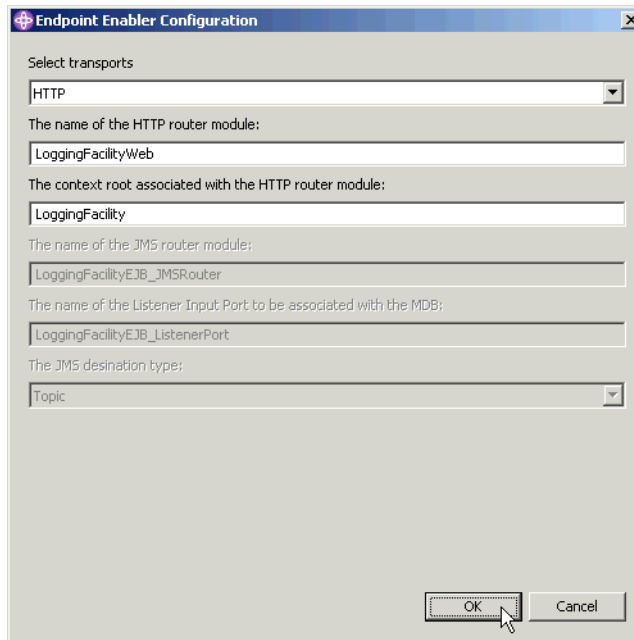 Endpoint Enabler Configuration
Select transports
HTTP
The name of the HTTP router module:
LoggingFacilityWeb
The context root associated with the HTTP router module:
LoggingFacility
The name of the JMS router module:
LoggingFacilityEJB_JMSRouter
The name of the Listener Input Port to be associated with the MDB:
LoggingFacilityEJB_ListenerPort
The JMS desination type:
Topic
OK Cancel